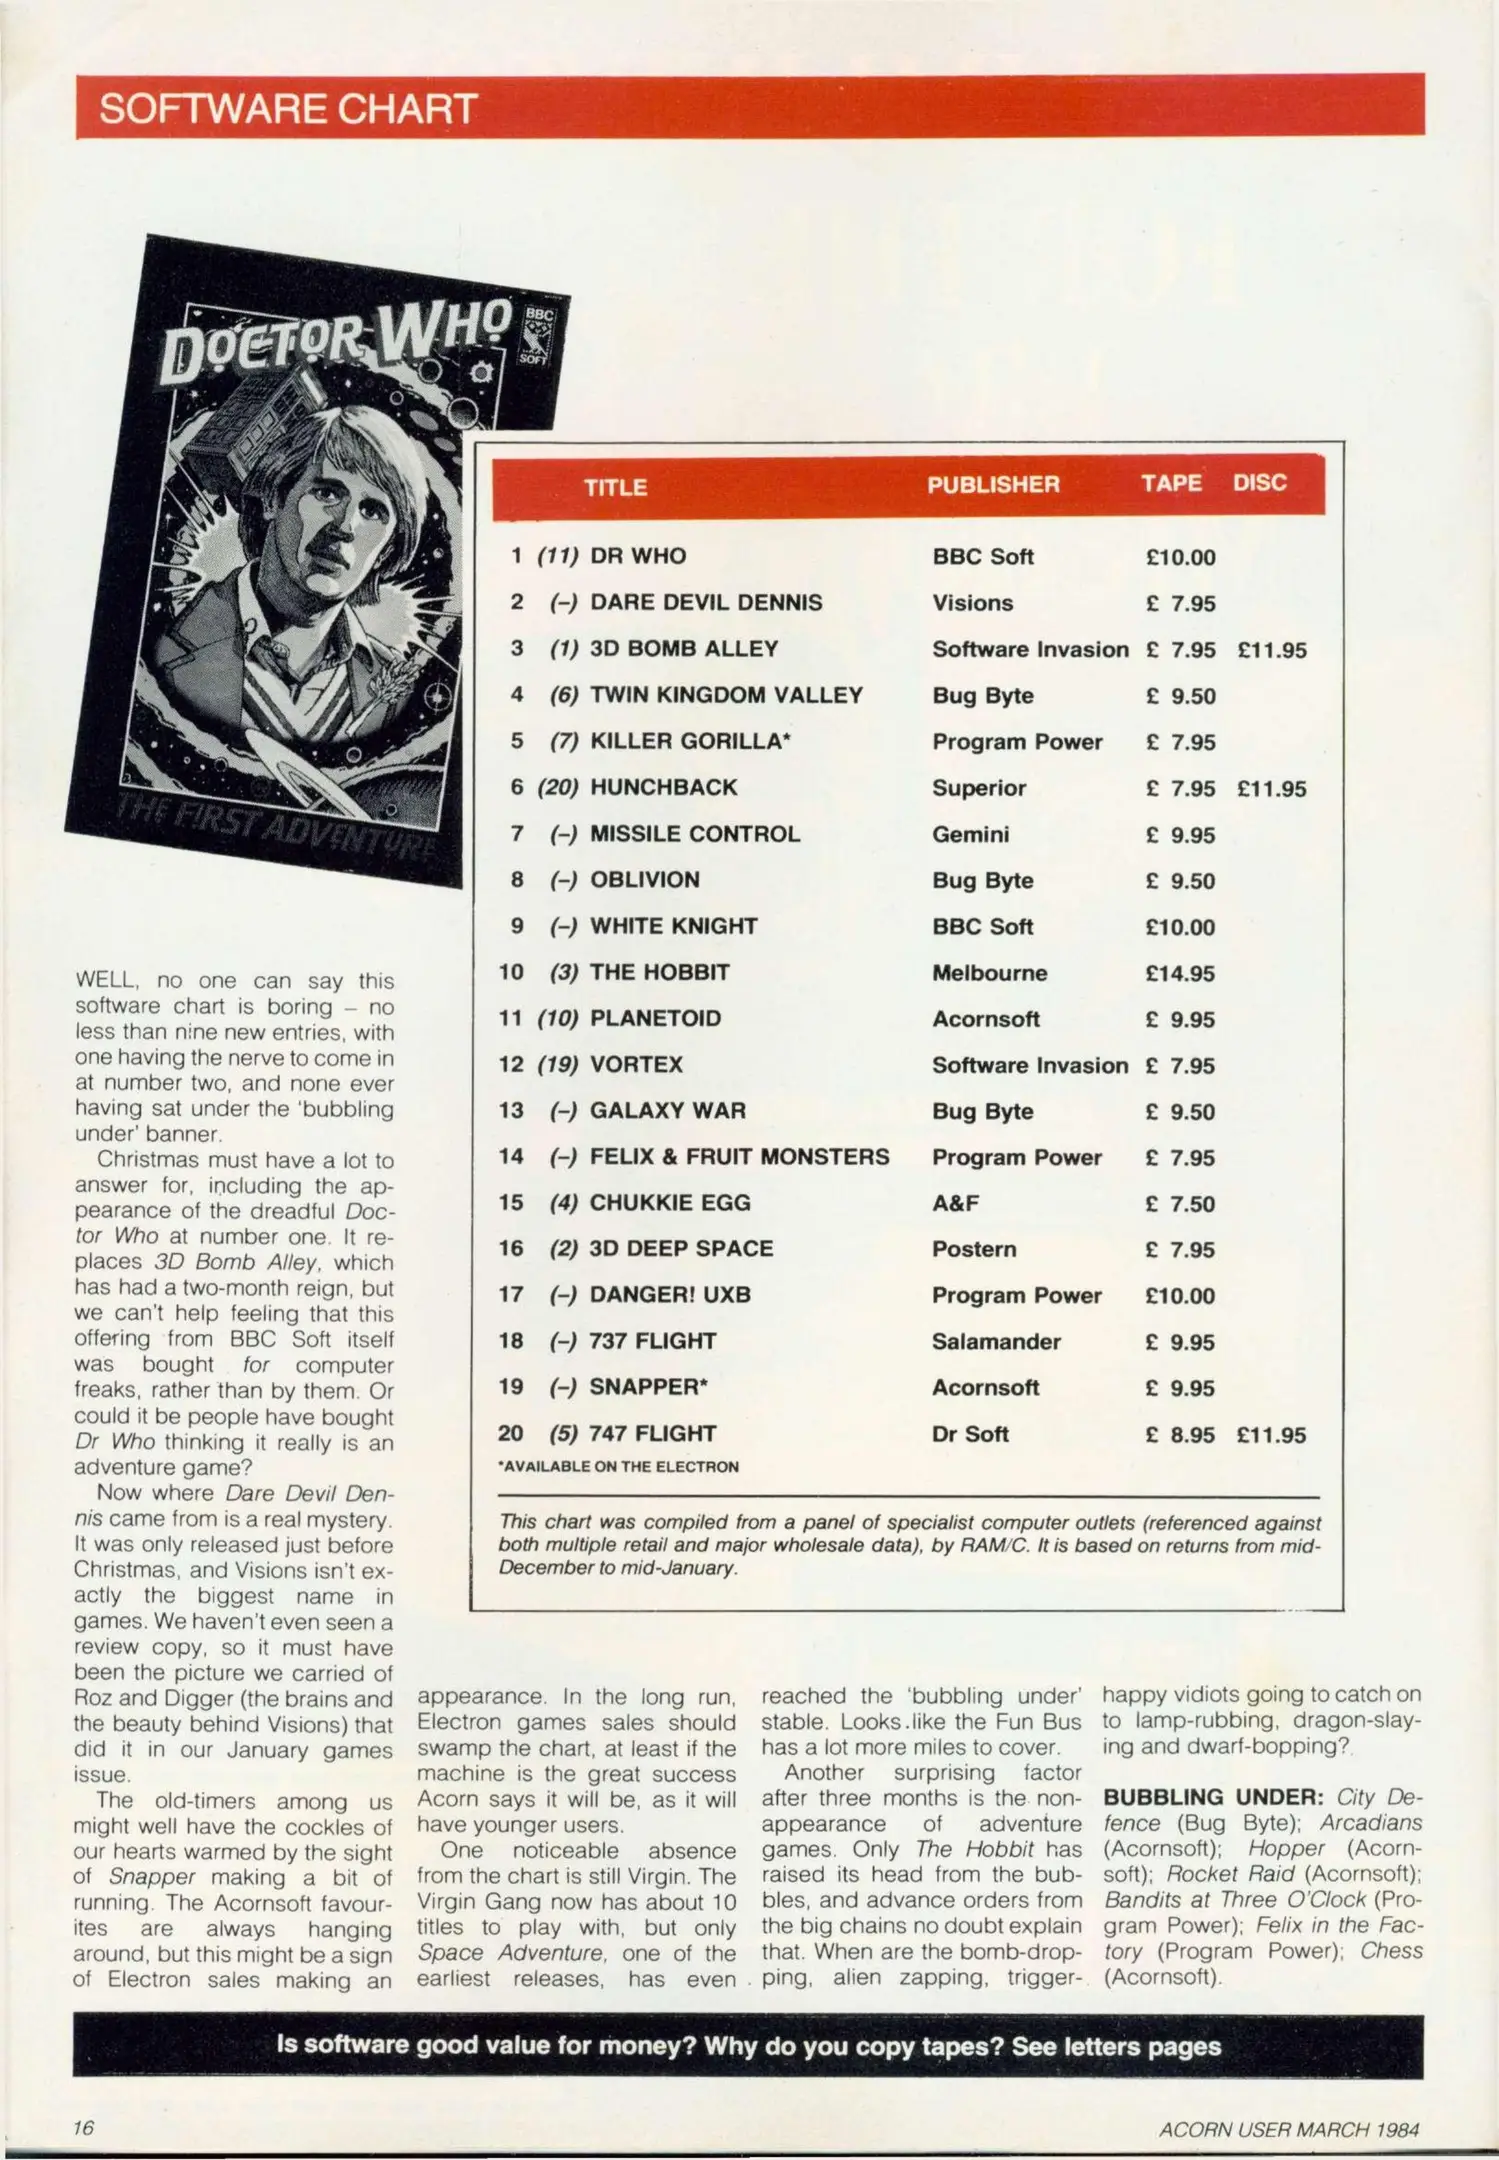 SOFTWARE CHART
DOCTOR WHO
BBC
SOFT
THE FIRST ADVENTURE
TITLE PUBLISHER TAPE DISC
1 (11) DR WHO BBC Soft £10.00
2 (–) DARE DEVIL DENNIS Visions £ 7.95
3 (1) 3D BOMB ALLEY Software Invasion £ 7.95 £11.95
4 (6) TWIN KINGDOM VALLEY Bug Byte £ 9.50
5 (7) KILLER GORILLA* Program Power £ 7.95
6 (20) HUNCHBACK Superior £ 7.95 £11.95
7 (–) MISSILE CONTROL Gemini £ 9.95
8 (–) OBLIVION Bug Byte £ 9.50
9 (–) WHITE KNIGHT BBC Soft £10.00
10 (3) THE HOBBIT Melbourne £14.95
11 (10) PLANETOID Acornsoft £ 9.95
12 (19) VORTEX Software Invasion £ 7.95
13 (–) GALAXY WAR Bug Byte £ 9.50
14 (–) FELIX & FRUIT MONSTERS Program Power £ 7.95
15 (4) CHUKKIE EGG A&F £ 7.50
16 (2) 3D DEEP SPACE Postern £ 7.95
17 (–) DANGER! UXB Program Power £10.00
18 (–) 737 FLIGHT Salamander £ 9.95
19 (–) SNAPPER* Acornsoft £ 9.95
20 (5) 747 FLIGHT Dr Soft £ 8.95 £11.95
*AVAILABLE ON THE ELECTRON
This chart was compiled from a panel of specialist computer outlets (referenced against
both multiple retail and major wholesale data), by RAM/C. It is based on returns from mid-
December to mid-January.
WELL, no one can say this
software chart is boring – no
less than nine new entries, with
one having the nerve to come in
at number two, and none ever
having sat under the 'bubbling
under' banner.
Christmas must have a lot to
answer for, including the ap-
pearance of the dreadful Doc-
tor Who at number one. It re-
places 3D Bomb Alley, which
has had a two-month reign, but
we can't help feeling that this
offering from BBC Soft itself
was bought for computer
freaks, rather than by them. Or
could it be people have bought
Dr Who thinking it really is an
adventure game?
Now where Dare Devil Den-
nis came from is a real mystery.
It was only released just before
Christmas, and Visions isn't ex-
actly the biggest name in
games. We haven't even seen a
review copy, so it must have
been the picture we carried of
Roz and Digger (the brains and
the beauty behind Visions) that
did it in our January games
issue.
The old-timers among us
might well have the cockles of
our hearts warmed by the sight
of Snapper making a bit of
running. The Acornsoft favour-
ites are always hanging
around, but this might be a sign
of Electron sales making an
appearance. In the long run,
Electron games sales should
swamp the chart, at least if the
machine is the great success
Acorn says it will be, as it will
have younger users.
One noticeable absence
from the chart is still Virgin. The
Virgin Gang now has about 10
titles to play with, but only
Space Adventure, one of the
earliest releases, has even
reached the 'bubbling under'
stable. Looks like the Fun Bus
has a lot more miles to cover.
Another surprising factor
after three months is the non-
appearance of adventure
games. Only The Hobbit has
raised its head from the bub-
bles, and advance orders from
the big chains no doubt explain
that. When are the bomb-drop-
ping, alien zapping, trigger-
happy vidiots going to catch on
to lamp-rubbing, dragon-slay-
ing and dwarf-bopping?
BUBBLING UNDER: City De-
fence (Bug Byte); Arcadians
(Acornsoft); Hopper (Acorn-
soft); Rocket Raid (Acornsoft);
Bandits at Three O'Clock (Pro-
gram Power); Felix in the Fac-
tory (Program Power); Chess
(Acornsoft).
Is software good value for money? Why do you copy tapes? See letters pages
16
ACORN USER MARCH 1984